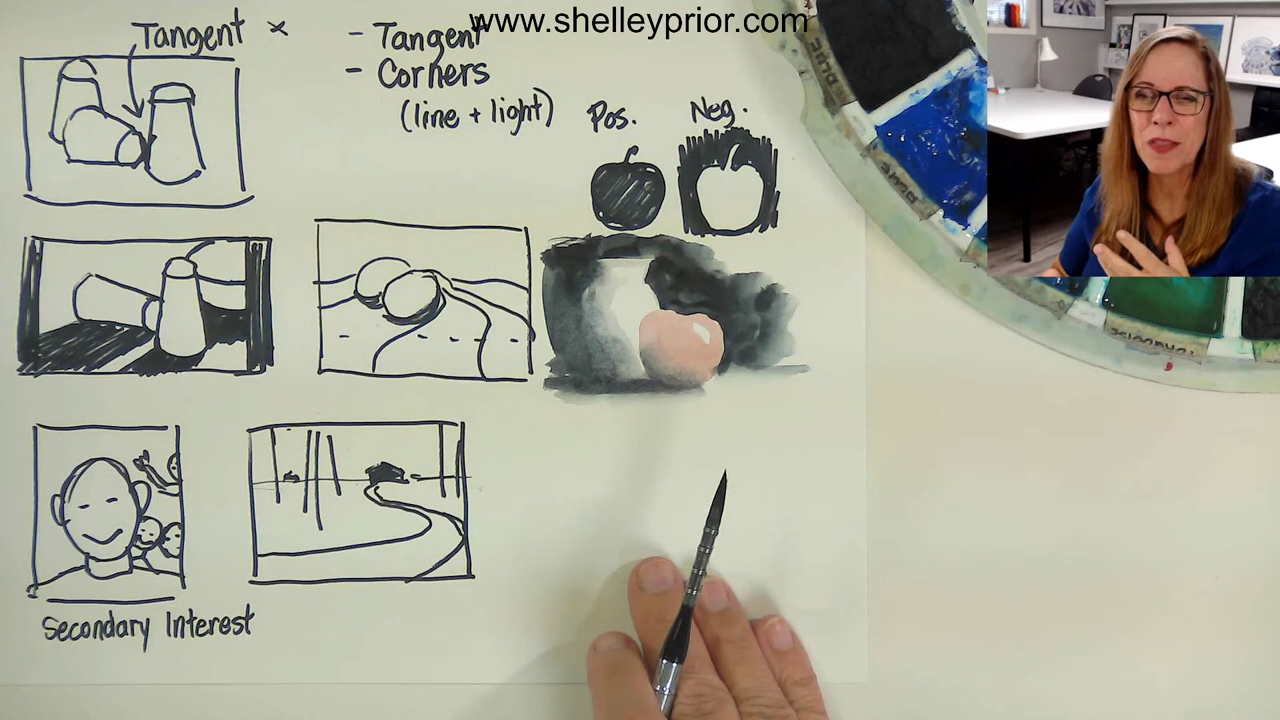 www.shelleyprior.com
Tangent ×
- Tangent
- Corners
(line + light)
Pos.
Neg.
Secondary Interest